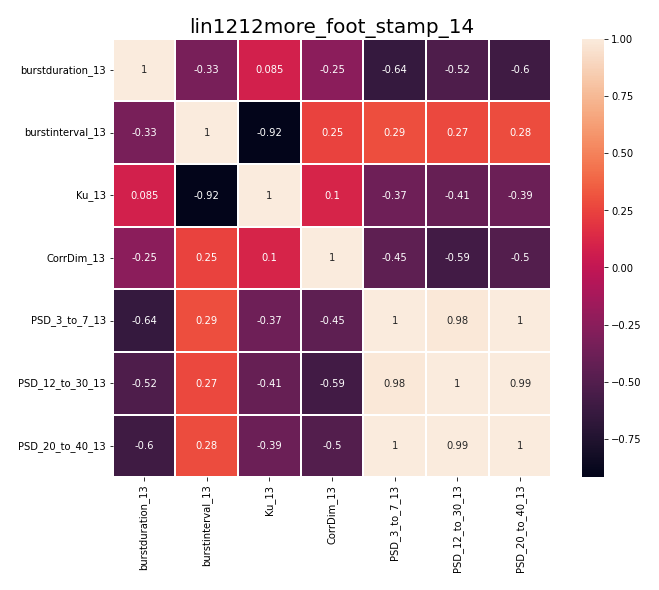 lin1212more_foot_stamp_14
burstduration_13 1 -0.33 0.085 -0.25 -0.64 -0.52 -0.6
burstinterval_13 -0.33 1 -0.92 0.25 0.29 0.27 0.28
Ku_13 0.085 -0.92 1 0.1 -0.37 -0.41 -0.39
CorrDim_13 -0.25 0.25 0.1 1 -0.45 -0.59 -0.5
PSD_3_to_7_13 -0.64 0.29 -0.37 -0.45 1 0.98 1
PSD_12_to_30_13 -0.52 0.27 -0.41 -0.59 0.98 1 0.99
PSD_20_to_40_13 -0.6 0.28 -0.39 -0.5 1 0.99 1
burstduration_13
burstinterval_13
Ku_13
CorrDim_13
PSD_3_to_7_13
PSD_12_to_30_13
PSD_20_to_40_13
1.00
0.75
0.50
0.25
0.00
−0.25
−0.50
−0.75